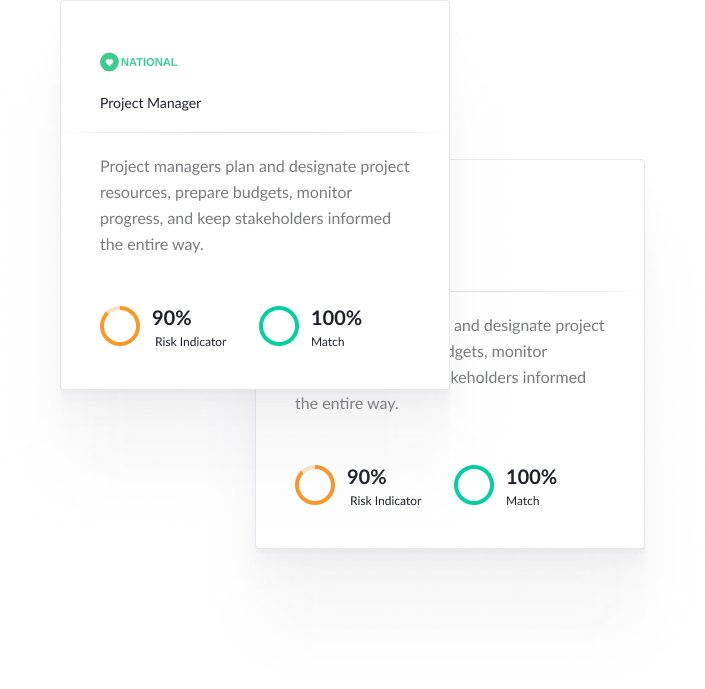 NATIONAL
Project Manager
Project managers plan and designate project
resources, prepare budgets, monitor
progress, and keep stakeholders informed
the entire way.
90%
Risk Indicator
100%
Match
and designate project
monitor
informed
the entire way.
90%
Risk Indicator
100%
Match